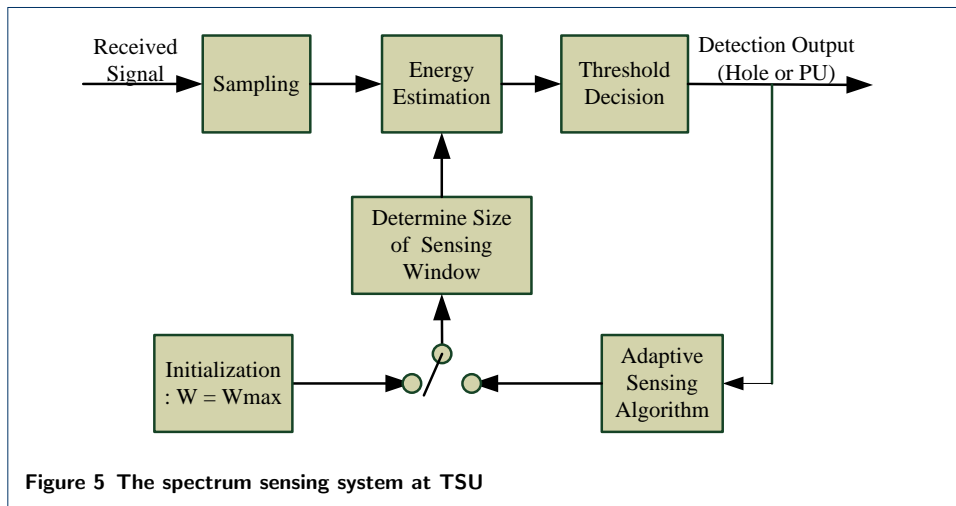 Received
Signal
Sampling
Energy
Estimation
Threshold
Decision
Detection Output
(Hole or PU)
Determine Size
of Sensing
Window
Initialization
: W = Wmax
Adaptive
Sensing
Algorithm
Figure 5 The spectrum sensing system at TSU